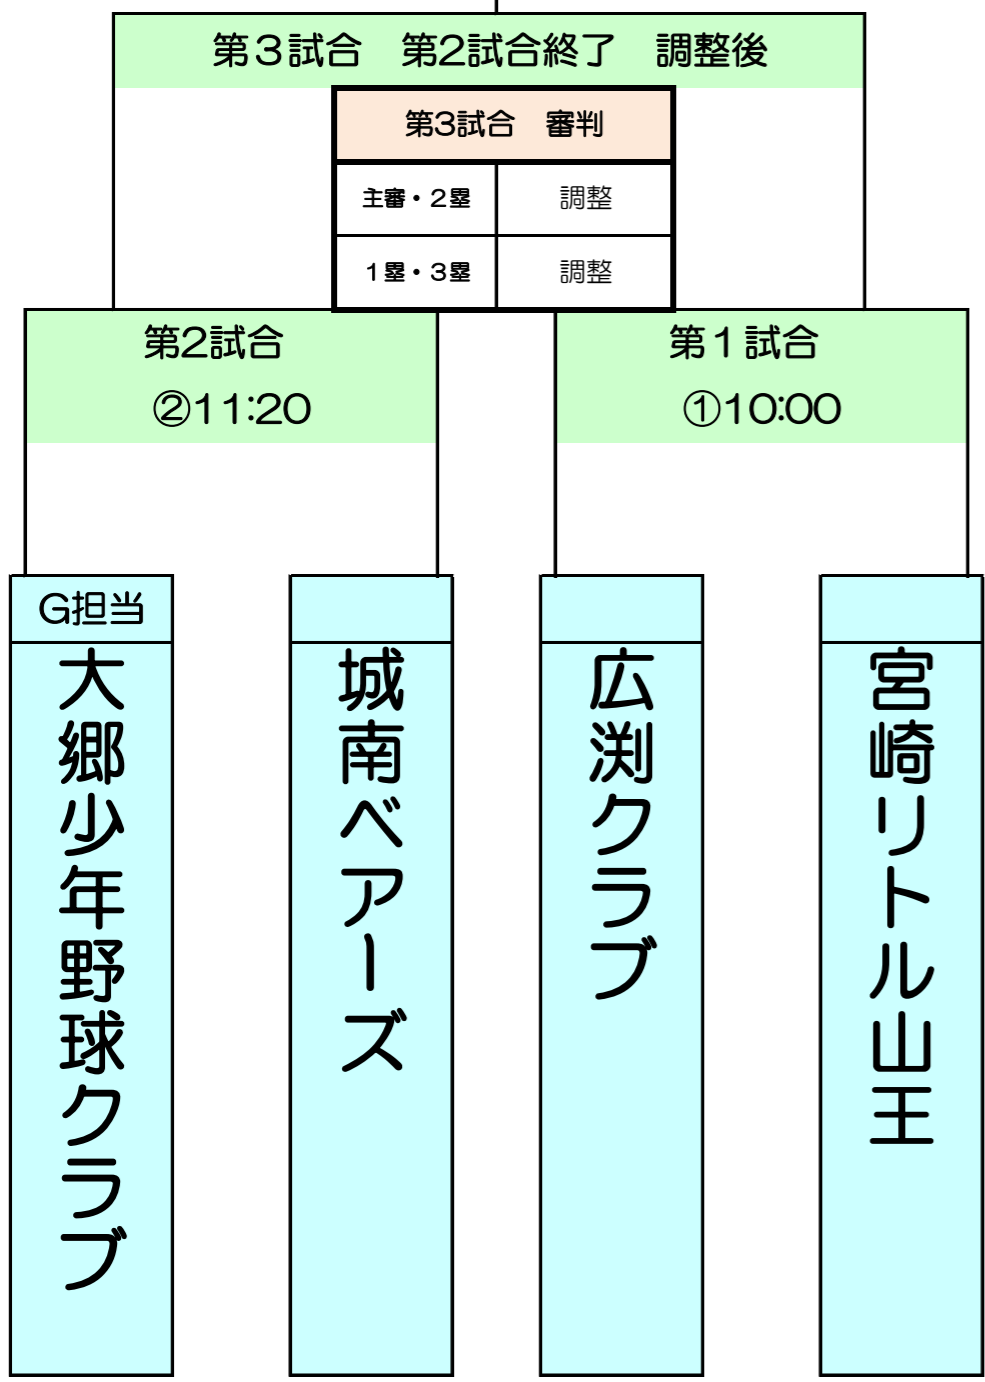 第３試合　第2試合終了　調整後
第3試合　審判
主審・２塁
調整
１塁・３塁
調整
第2試合
②11:20
第１試合
①10:00
G担当
大郷少年野球クラブ
城南ベアーズ
広渕クラブ
宮崎リトル山王